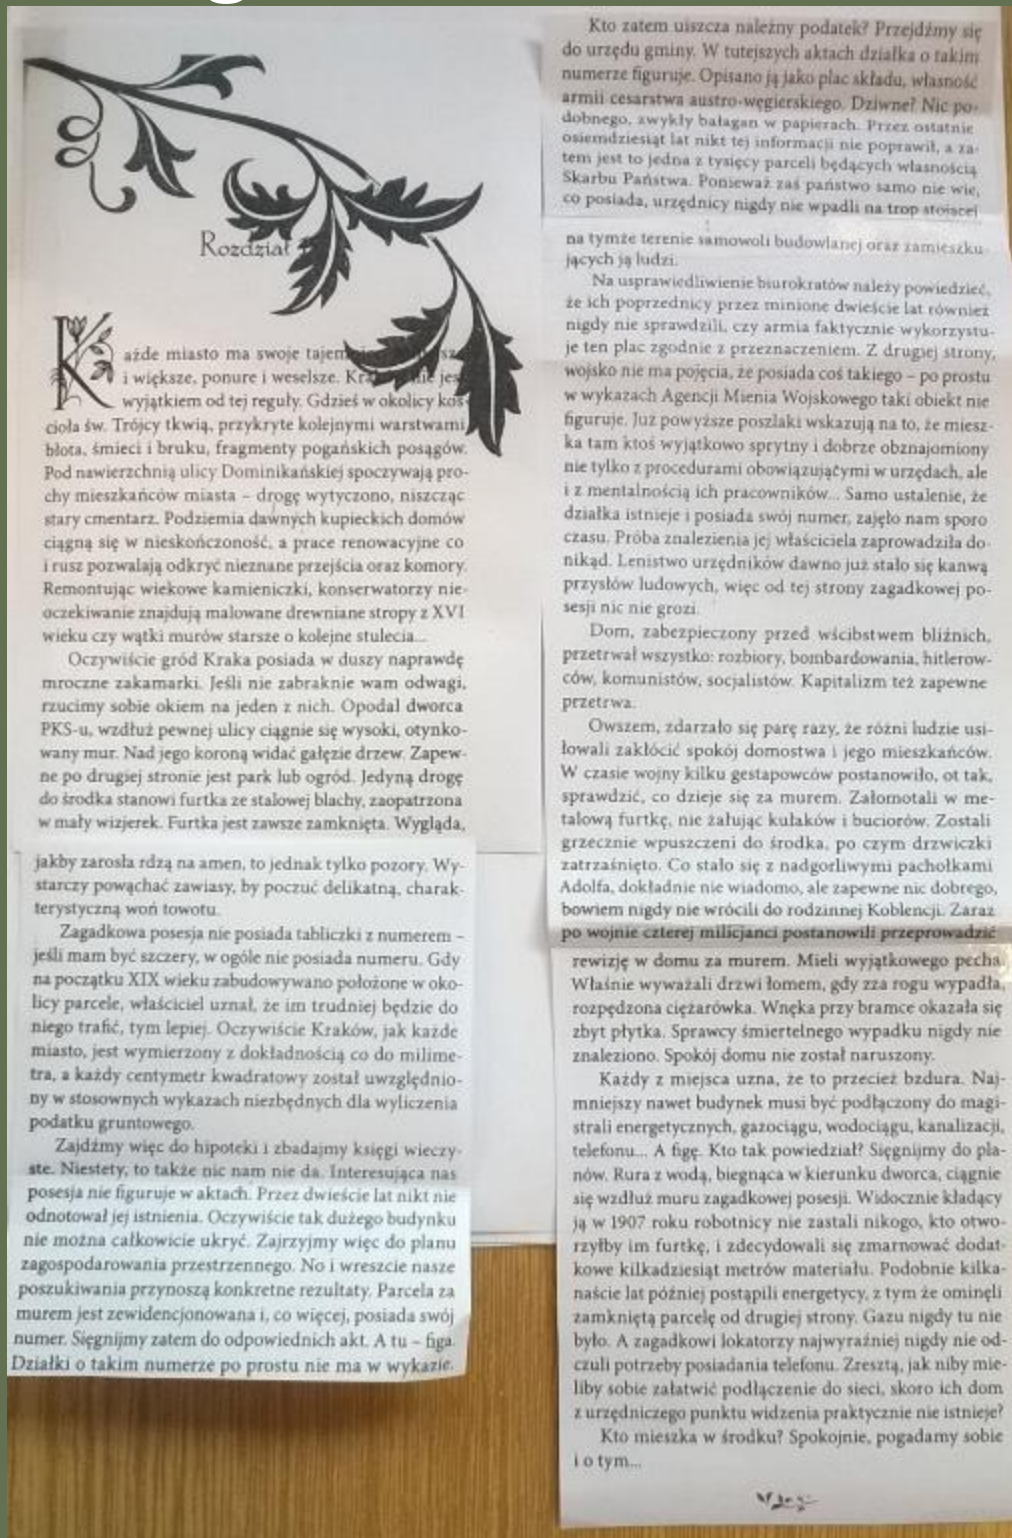 Rozdział
Każde miasto ma swoje
i większe, ponure i weselsze. nie jest
wyjątkiem od tej reguły. Gdzieś w okolicy koś-
cioła św. Trójcy tkwią, przykryte kolejnymi warstwami
błota, śmieci i bruku, fragmenty pogańskich posągów.
Pod nawierzchnią ulicy Dominikańskiej spoczywają pro-
chy mieszkańców miasta – drogę wytyczono, niszcząc
stary cmentarz. Podziemia dawnych kupieckich domów
ciągną się w nieskończoność, a prace renowacyjne co
i rusz pozwalają odkryć nieznane przejścia oraz komory.
Remontując wiekowe kamieniczki, konserwatorzy nie-
oczekiwanie znajdują malowane drewniane stropy z XVI
wieku czy wątki murów starsze o kolejne stulecia...
Oczywiście gród Kraka posiada w duszy naprawdę
mroczne zakamarki. Jeśli nie zabraknie wam odwagi,
rzucimy sobie okiem na jeden z nich. Opodal dworca
PKS-u, wzdłuż pewnej ulicy ciągnie się wysoki, otynko-
wany mur. Nad jego koroną widać gałęzie drzew. Zapew-
ne po drugiej stronie jest park lub ogród. Jedyną drogę
do środka stanowi furtka ze stalowej blachy, zaopatrzona
w mały wizjerek. Furtka jest zawsze zamknięta. Wygląda,
jakby zarosła rdzą na amen, to jednak tylko pozory. Wy-
starczy powąchać zawiasy, by poczuć delikatną, charak-
terystyczną woń towotu.
Zagadkowa posesja nie posiada tabliczki z numerem –
jeśli mam być szczery, w ogóle nie posiada numeru. Gdy
na początku XIX wieku zabudowywano położone w oko-
licy parcele, właściciel uznał, że im trudniej będzie do
niego trafić, tym lepiej. Oczywiście Kraków, jak każde
miasto, jest wymierzony z dokładnością co do milime-
tra, a każdy centymetr kwadratowy został uwzględnio-
ny w stosownych wykazach niezbędnych dla wyliczenia
podatku gruntowego.
Zajdźmy więc do hipoteki i zbadajmy księgi wieczy-
ste. Niestety, to także nic nam nie da. Interesująca nas
posesja nie figuruje w aktach. Przez dwieście lat nikt nie
odnotował jej istnienia. Oczywiście tak dużego budynku
nie można całkowicie ukryć. Zajrzyjmy więc do planu
zagospodarowania przestrzennego. No i wreszcie nasze
poszukiwania przynoszą konkretne rezultaty. Parcela za
murem jest zewidencjonowana i, co więcej, posiada swój
numer. Sięgnijmy zatem do odpowiednich akt. A tu – figa.
Działki o takim numerze po prostu nie ma w wykazie.
Kto zatem uiszcza należny podatek? Przejdźmy się
do urzędu gminy. W tutejszych aktach działka o takim
numerze figuruje. Opisano ją jako plac składu, własność
armii cesarstwa austro-węgierskiego. Dziwne? Nic po-
dobnego, zwykły bałagan w papierach. Przez ostatnie
osiemdziesiąt lat nikt tej informacji nie poprawił, a za-
tem jest to jedna z tysięcy parceli będących własnością
Skarbu Państwa. Ponieważ zaś państwo samo nie wie,
co posiada, urzędnicy nigdy nie wpadli na trop stojącej
na tymże terenie samowoli budowlanej oraz zamieszku-
jących ją ludzi.
Na usprawiedliwienie biurokratów należy powiedzieć,
że ich poprzednicy przez minione dwieście lat również
nigdy nie sprawdzili, czy armia faktycznie wykorzystu-
je ten plac zgodnie z przeznaczeniem. Z drugiej strony,
wojsko nie ma pojęcia, że posiada coś takiego – po prostu
w wykazach Agencji Mienia Wojskowego taki obiekt nie
figuruje. Już powyższe poszlaki wskazują na to, że miesz-
ka tam ktoś wyjątkowo sprytny i dobrze obznajomiony
nie tylko z procedurami obowiązującymi w urzędach, ale
i z mentalnością ich pracowników... Samo ustalenie, że
działka istnieje i posiada swój numer, zajęło nam sporo
czasu. Próba znalezienia jej właściciela zaprowadziła do-
nikąd. Lenistwo urzędników dawno już stało się kanwą
przysłów ludowych, więc od tej strony zagadkowej po-
sesji nic nie grozi.
Dom, zabezpieczony przed wścibstwem bliźnich,
przetrwał wszystko: rozbiory, bombardowania, hitlerow-
ców, komunistów, socjalistów. Kapitalizm też zapewne
przetrwa.
Owszem, zdarzało się parę razy, że różni ludzie usi-
łowali zakłócić spokój domostwa i jego mieszkańców.
W czasie wojny kilku gestapowców postanowiło, ot tak,
sprawdzić, co dzieje się za murem. Załomotali w me-
talową furtkę, nie żałując kułaków i buciorów. Zostali
grzecznie wpuszczeni do środka, po czym drzwiczki
zatrzaśnięto. Co stało się z nadgorliwymi pachołkami
Adolfa, dokładnie nie wiadomo, ale zapewne nic dobrego,
bowiem nigdy nie wrócili do rodzinnej Koblencji. Zaraz
po wojnie czterej milicjanci postanowili przeprowadzić
rewizję w domu za murem. Mieli wyjątkowego pecha.
Właśnie wyważali drzwi łomem, gdy zza rogu wypadła
rozpędzona ciężarówka. Wnęka przy bramce okazała się
zbyt płytka. Sprawcy śmiertelnego wypadku nigdy nie
znaleziono. Spokój domu nie został naruszony.
Każdy z miejsca uzna, że to przecież bzdura. Naj-
mniejszy nawet budynek musi być podłączony do magi-
strali energetycznych, gazociągu, wodociągu, kanalizacji,
telefonu... A figę. Kto tak powiedział? Sięgnijmy do pla-
nów. Rura z wodą, biegnąca w kierunku dworca, ciągnie
się wzdłuż muru zagadkowej posesji. Widocznie kładący
ją w 1907 roku robotnicy nie zastali nikogo, kto otwo-
rzyłby im furtkę, i zdecydowali się zmarnować dodat-
kowe kilkadziesiąt metrów materiału. Podobnie kilka-
naście lat później postąpili energetycy, z tym że ominęli
zamkniętą parcelę od drugiej strony. Gazu nigdy tu nie
było. A zagadkowi lokatorzy najwyraźniej nigdy nie od-
czuli potrzeby posiadania telefonu. Zresztą, jak niby mie-
liby sobie załatwić podłączenie do sieci, skoro ich dom
z urzędniczego punktu widzenia praktycznie nie istnieje?
Kto mieszka w środku? Spokojnie, pogadamy sobie
i o tym...